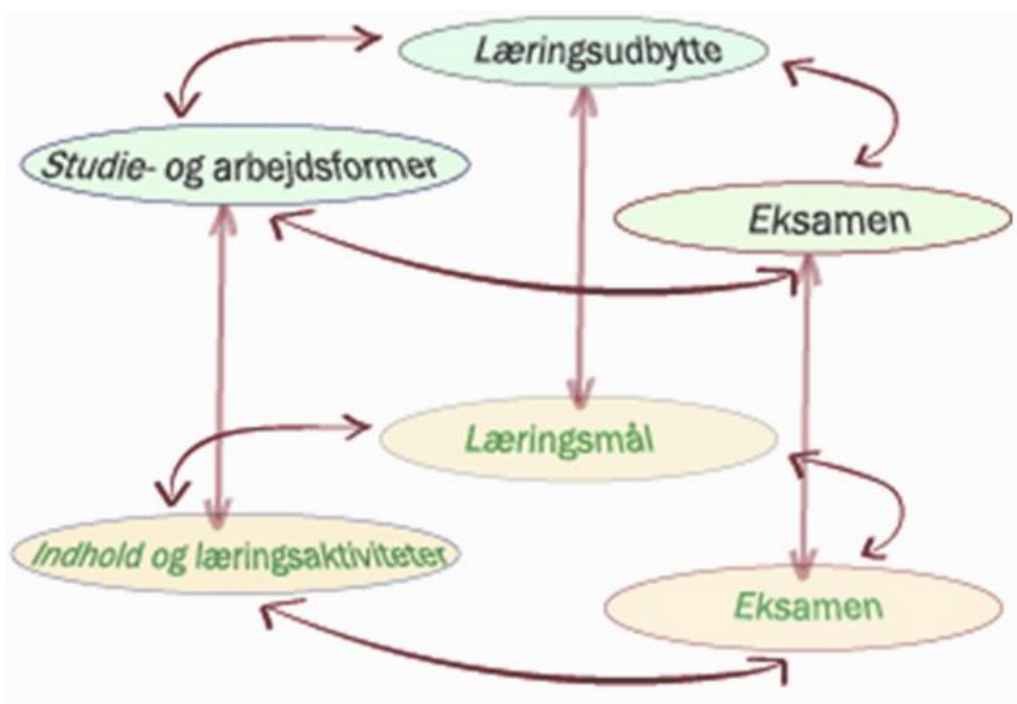 Læringsudbytte
Studie- og arbejdsformer
Eksamen
Læringsmål
Indhold og læringsaktiviteter
Eksamen